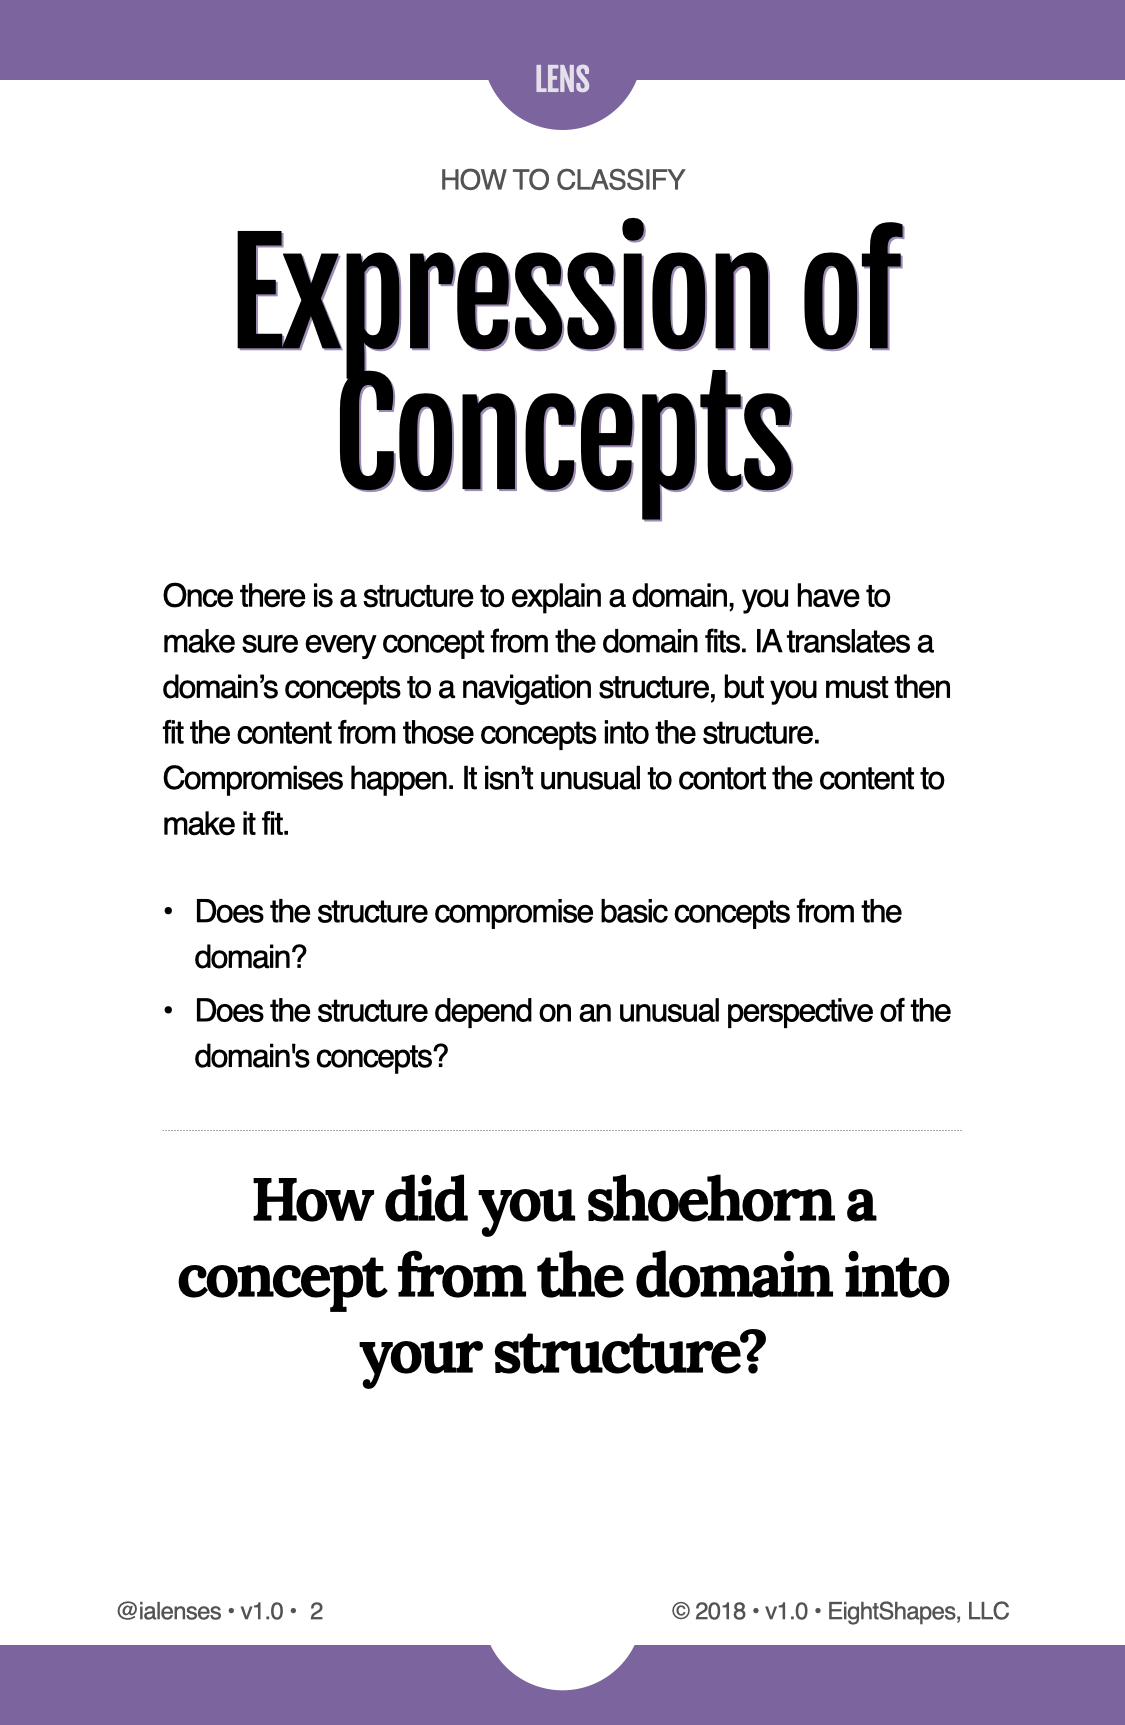 LENS
HOW TO CLASSIFY
Expression of
Concepts
Once there is a structure to explain a domain, you have to
make sure every concept from the domain fits. IA translates a
domain’s concepts to a navigation structure, but you must then
fit the content from those concepts into the structure.
Compromises happen. It isn’t unusual to contort the content to
make it fit.
• Does the structure compromise basic concepts from the
domain?
• Does the structure depend on an unusual perspective of the
domain's concepts?
How did you shoehorn a
concept from the domain into
your structure?
@ialenses • v1.0 • 2
© 2018 • v1.0 • EightShapes, LLC